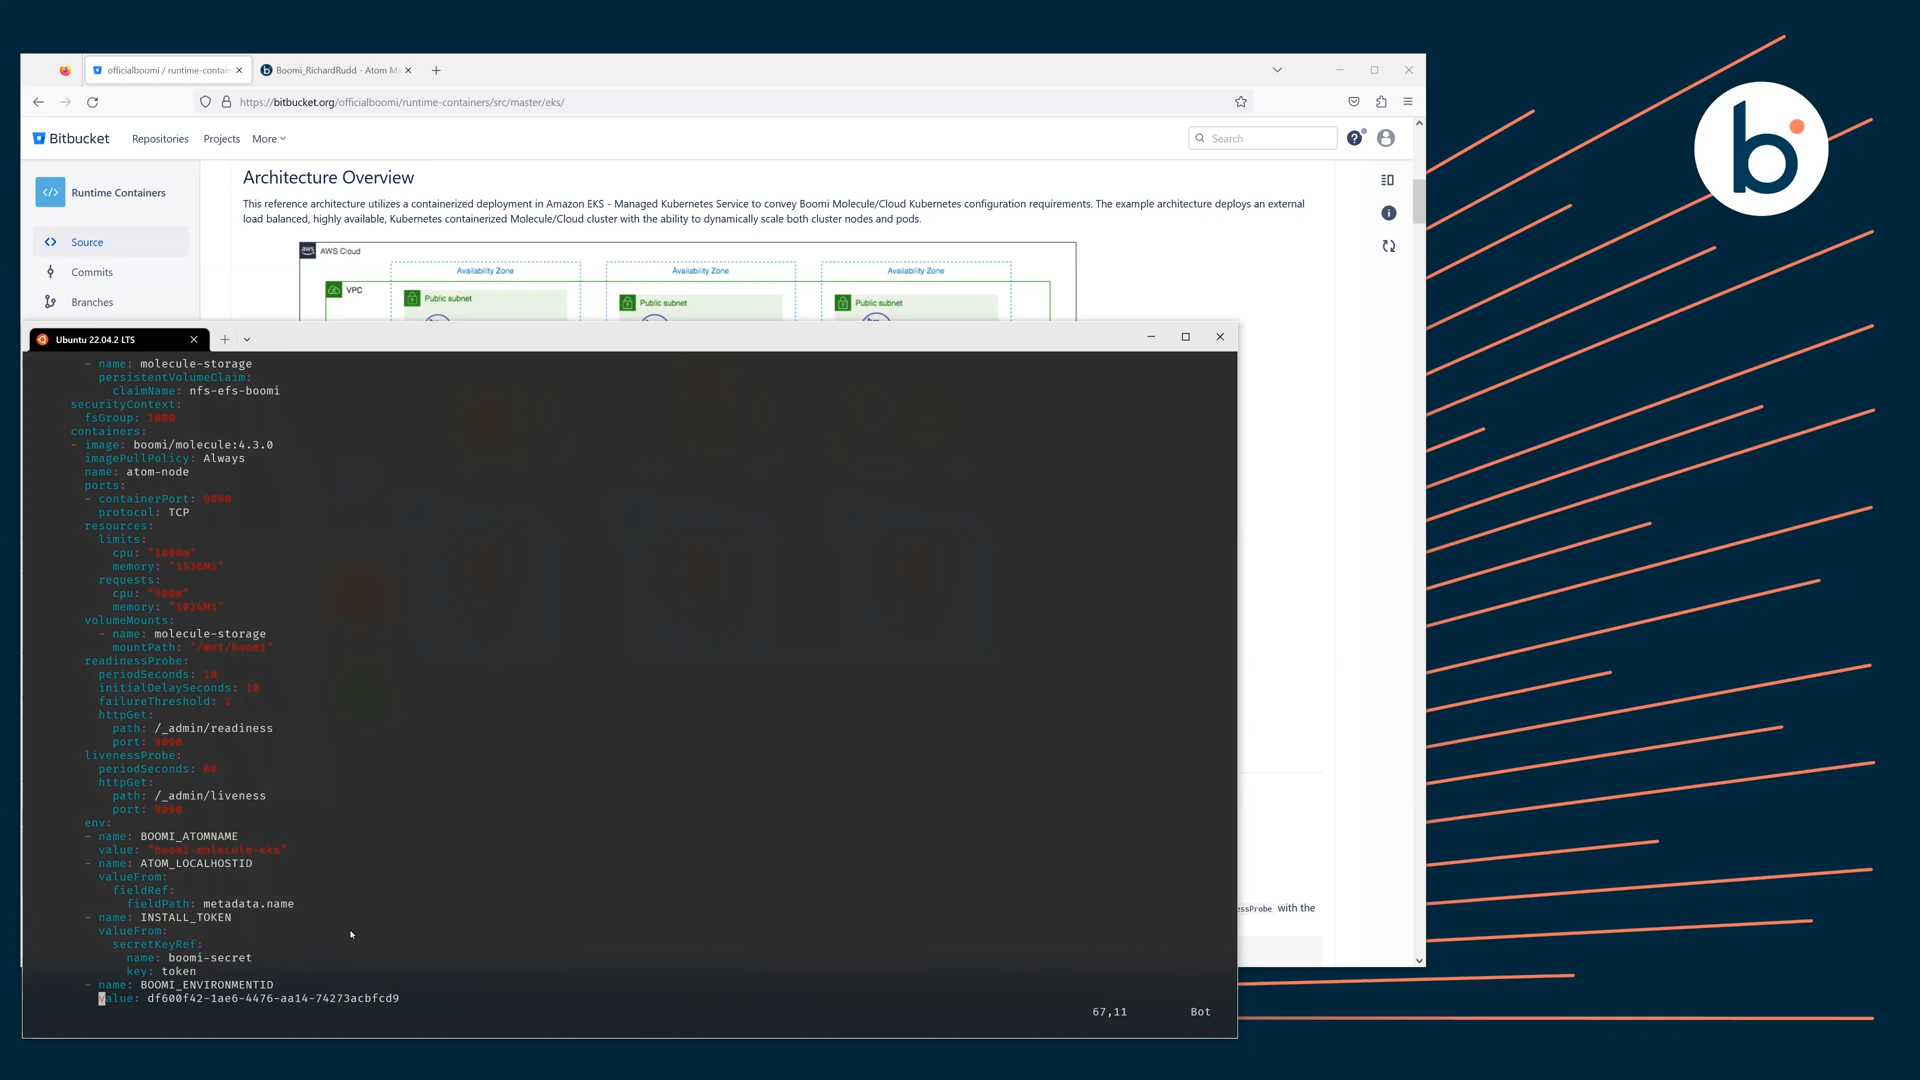 officialboomi / runtime-contain
Boomi_RichardRudd - Atom Ma
https://bitbucket.org/officialboomi/runtime-containers/src/master/eks/
Bitbucket
Repositories
Projects
More
Search
Runtime Containers
Source
Commits
Branches
Architecture Overview
This reference architecture utilizes a containerized deployment in Amazon EKS - Managed Kubernetes Service to convey Boomi Molecule/Cloud Kubernetes configuration requirements. The example architecture deploys an external
load balanced, highly available, Kubernetes containerized Molecule/Cloud cluster with the ability to dynamically scale both cluster nodes and pods.
aws
AWS Cloud
Availability Zone
Availability Zone
Availability Zone
VPC
Public subnet
Public subnet
Public subnet
Ubuntu 22.04.2 LTS
- name: molecule-storage
persistentVolumeClaim:
claimName: nfs-efs-boomi
securityContext:
fsGroup: 1000
containers:
- image: boomi/molecule:4.3.0
imagePullPolicy: Always
name: atom-node
ports:
- containerPort: 9090
protocol: TCP
resources:
limits:
cpu: "1000m"
memory: "1536Mi"
requests:
cpu: "500m"
memory: "1024Mi"
volumeMounts:
- name: molecule-storage
mountPath: "/mnt/boomi"
readinessProbe:
periodSeconds: 10
initialDelaySeconds: 10
failureThreshold: 1
httpGet:
path: /_admin/readiness
port: 9090
livenessProbe:
periodSeconds: 60
httpGet:
path: /_admin/liveness
port: 9090
env:
- name: BOOMI_ATOMNAME
value: "boomi-molecule-eks"
- name: ATOM_LOCALHOSTID
valueFrom:
fieldRef:
fieldPath: metadata.name
- name: INSTALL_TOKEN
valueFrom:
secretKeyRef:
name: boomi-secret
key: token
- name: BOOMI_ENVIRONMENTID
value: df600f42-1ae6-4476-aa14-74273acbfcd9
67,11
Bot
essProbe with the
b